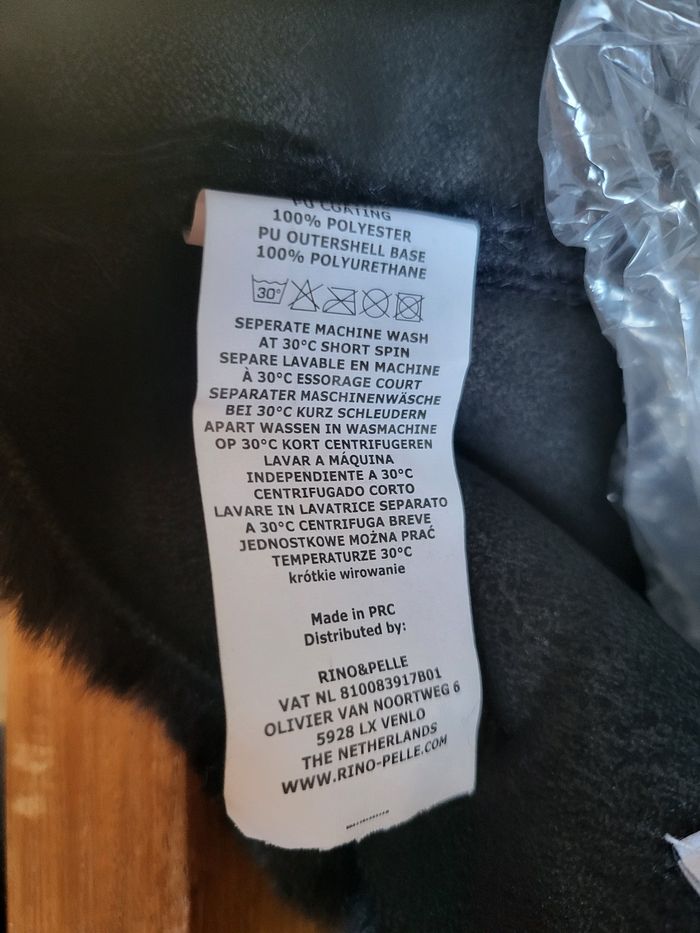 PU COATING
100% POLYESTER
PU OUTERSHELL BASE
100% POLYURETHANE
30°
SEPERATE MACHINE WASH
AT 30°C SHORT SPIN
SEPARE LAVABLE EN MACHINE
À 30°C ESSORAGE COURT
SEPARATER MASCHINENWÄSCHE
BEI 30°C KURZ SCHLEUDERN
APART WASSEN IN WASMACHINE
OP 30°C KORT CENTRIFUGEREN
LAVAR A MÁQUINA
INDEPENDIENTE A 30°C
CENTRIFUGADO CORTO
LAVARE IN LAVATRICE SEPARATO
A 30°C CENTRIFUGA BREVE
JEDNOSTKOWE MOŻNA PRAĆ
TEMPERATURZE 30°C
krótkie wirowanie
Made in PRC
Distributed by:
RINO&PELLE
VAT NL 810083917B01
OLIVIER VAN NOORTWEG 6
5928 LX VENLO
THE NETHERLANDS
WWW.RINO-PELLE.COM